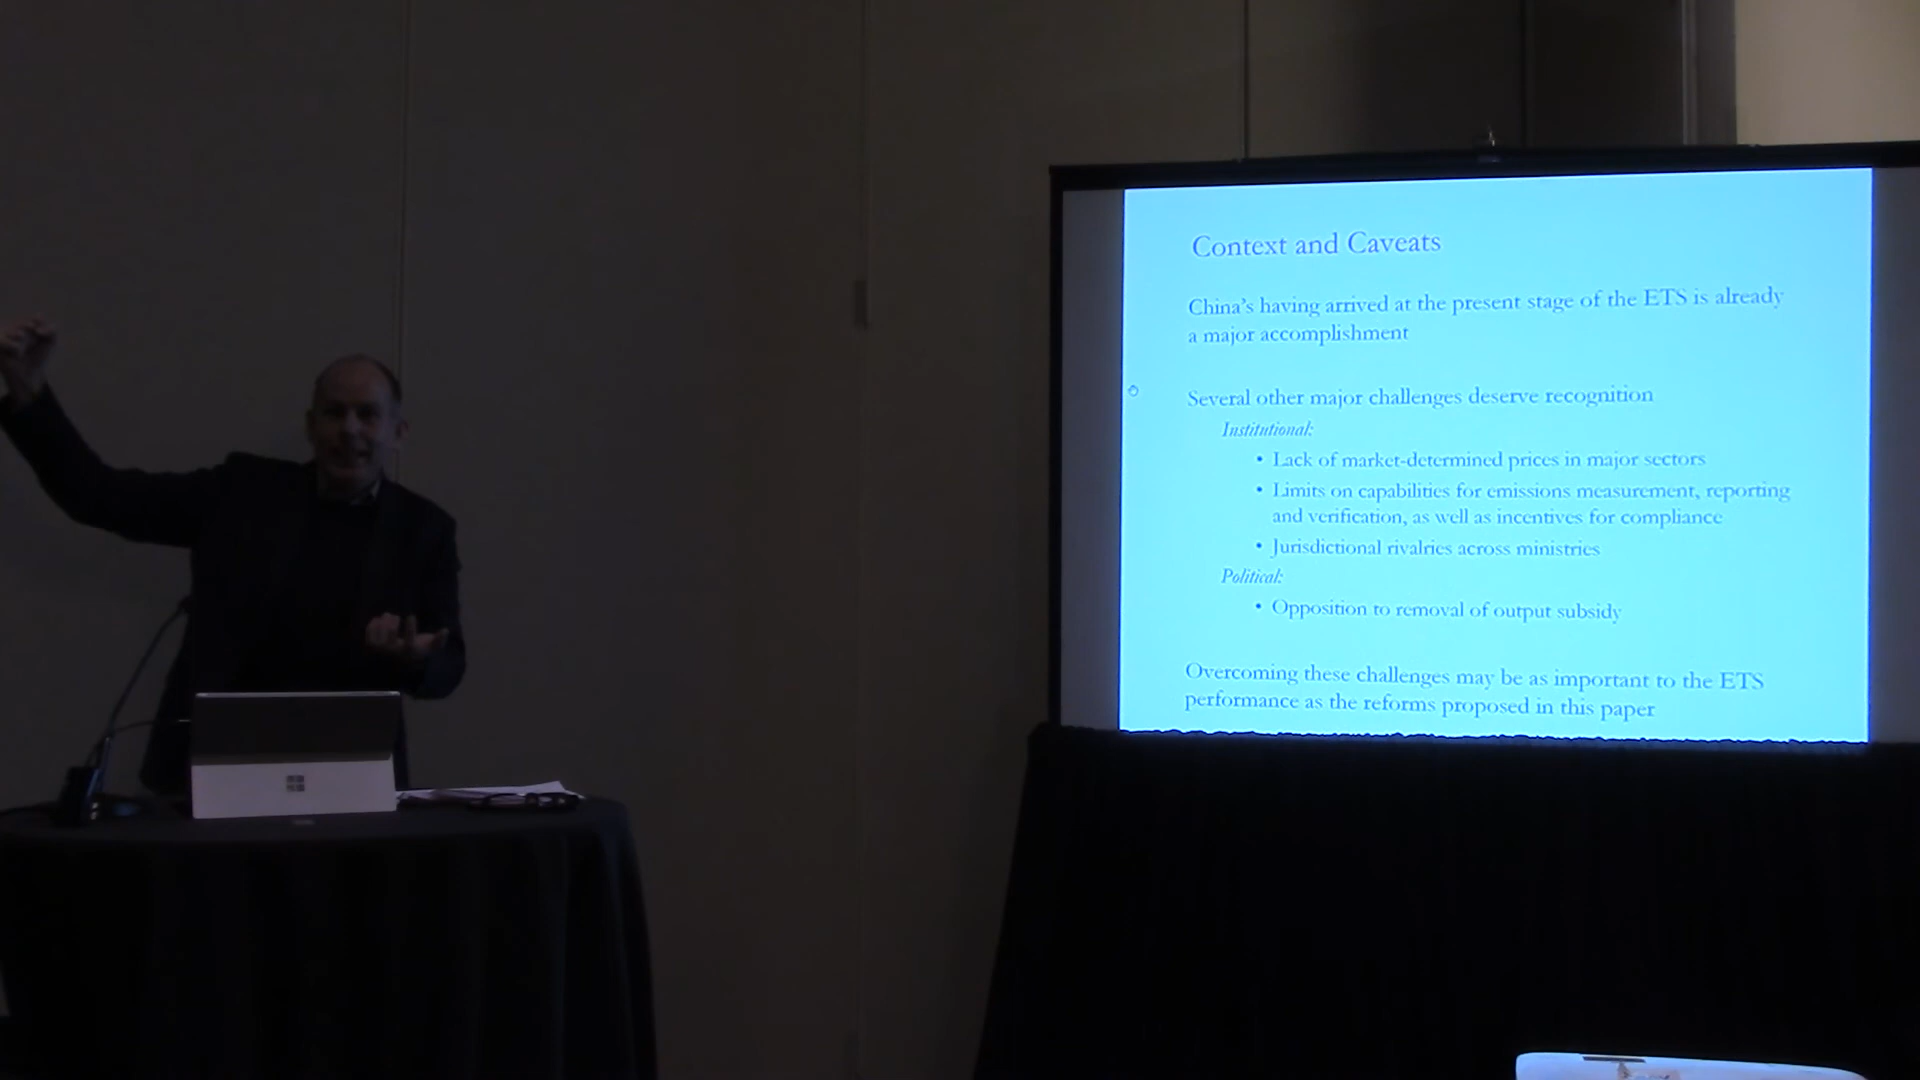 Context and Caveats
China's having arrived at the present stage of the ETS is already
a major accomplishment
Several other major challenges deserve recognition
Institutional:
• Lack of market-determined prices in major sectors
• Limits on capabilities for emissions measurement, reporting
and verification, as well as incentives for compliance
• Jurisdictional rivalries across ministries
Political:
• Opposition to removal of output subsidy
Overcoming these challenges may be as important to the ETS
performance as the reforms proposed in this paper